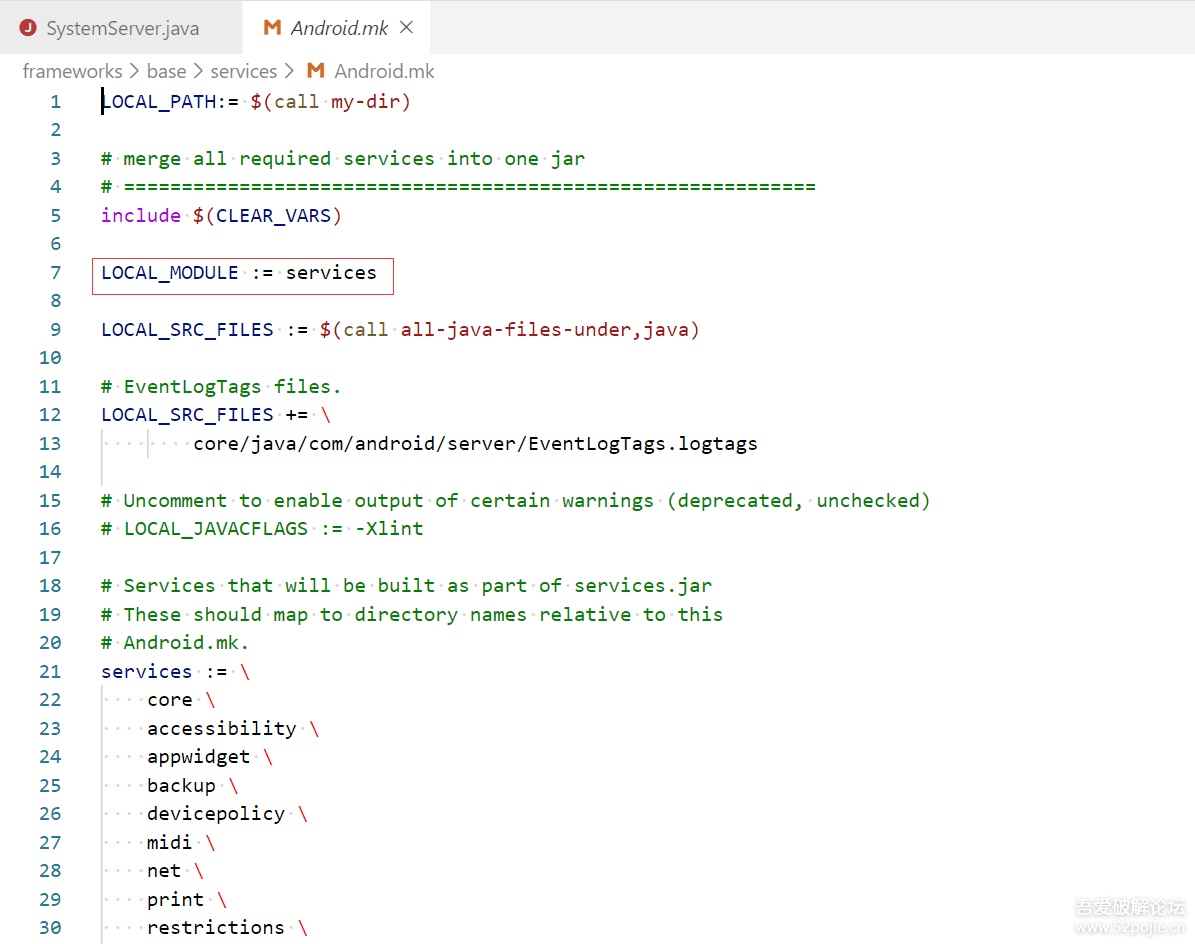 SystemServer.java
Android.mk
frameworks > base > services > Android.mk
1 LOCAL_PATH:= $(call my-dir)
2
3 # merge all required services into one jar
4 # ============================================================
5 include $(CLEAR_VARS)
6
7 LOCAL_MODULE := services
8
9 LOCAL_SRC_FILES := $(call all-java-files-under,java)
10
11 # EventLogTags files.
12 LOCAL_SRC_FILES += \
13 core/java/com/android/server/EventLogTags.logtags
14
15 # Uncomment to enable output of certain warnings (deprecated, unchecked)
16 # LOCAL_JAVACFLAGS := -Xlint
17
18 # Services that will be built as part of services.jar
19 # These should map to directory names relative to this
20 # Android.mk.
21 services := \
22 core \
23 accessibility \
24 appwidget \
25 backup \
26 devicepolicy \
27 midi \
28 net \
29 print \
30 restrictions \
吾爱破解论坛
www.52pojie.cn